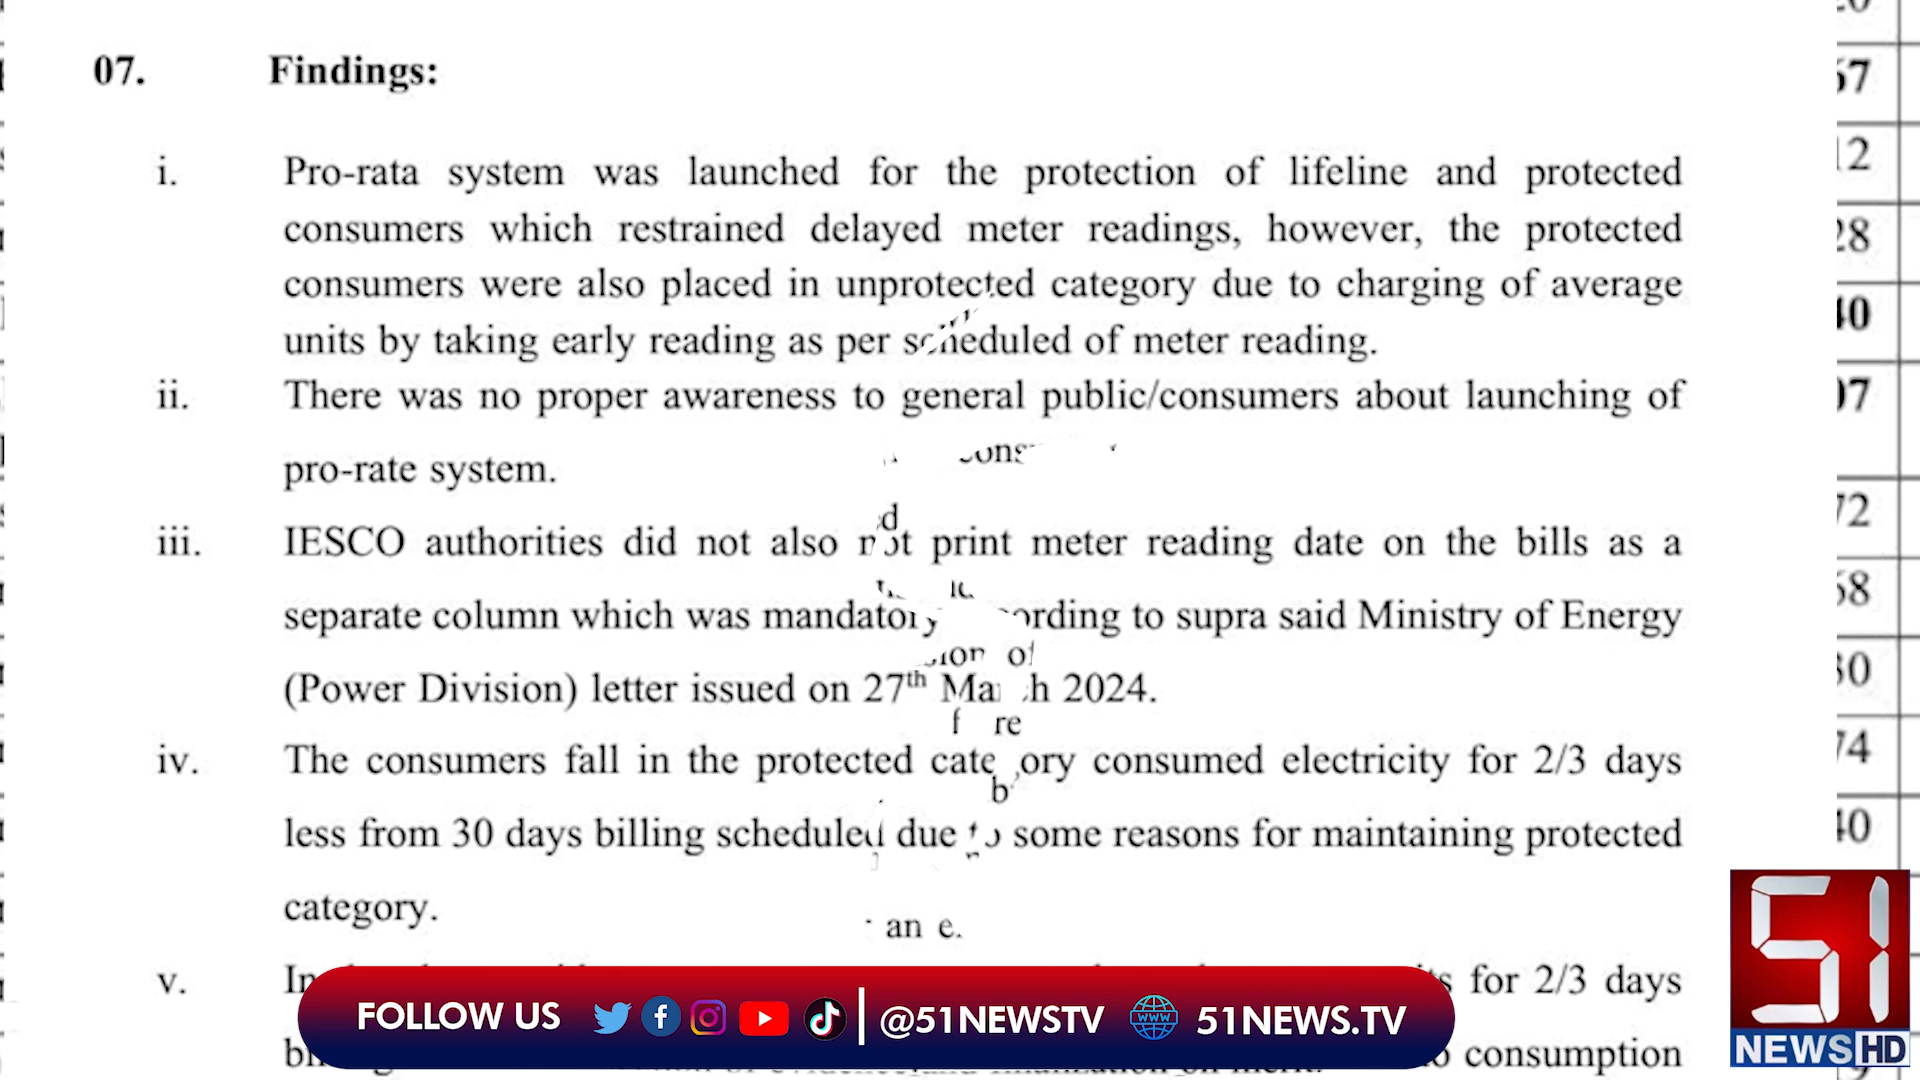 07. Findings:
i. Pro-rata system was launched for the protection of lifeline and protected
consumers which restrained delayed meter readings, however, the protected
consumers were also placed in unprotected category due to charging of average
units by taking early reading as per scheduled of meter reading.
ii. There was no proper awareness to general public/consumers about launching of
pro-rate system.
iii. IESCO authorities did not also not print meter reading date on the bills as a
separate column which was mandatory according to supra said Ministry of Energy
(Power Division) letter issued on 27th March 2024.
iv. The consumers fall in the protected category consumed electricity for 2/3 days
less from 30 days billing scheduled due to some reasons for maintaining protected
category.
v. for 2/3 days
consumption
FOLLOW US @51NEWSTV WWW 51NEWS.TV
51
NEWS HD